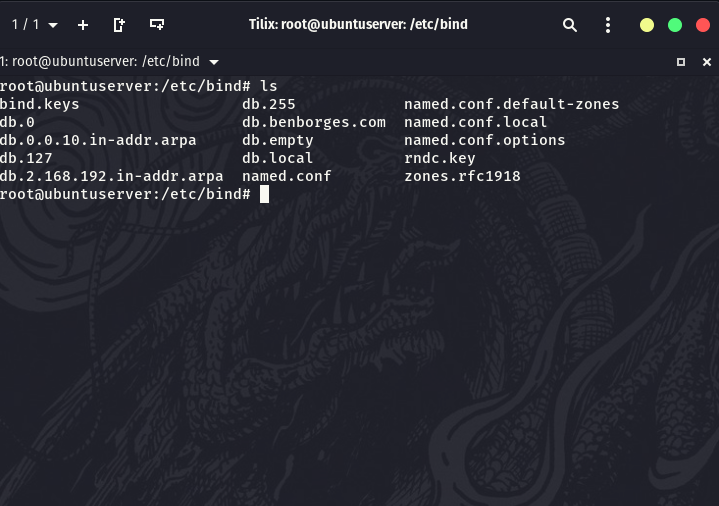 1 / 1
Tilix: root@ubuntuserver: /etc/bind
1: root@ubuntuserver: /etc/bind
root@ubuntuserver:/etc/bind# ls
bind.keys db.255 named.conf.default-zones
db.0 db.benborges.com named.conf.local
db.0.0.10.in-addr.arpa db.empty named.conf.options
db.127 db.local rndc.key
db.2.168.192.in-addr.arpa named.conf zones.rfc1918
root@ubuntuserver:/etc/bind#